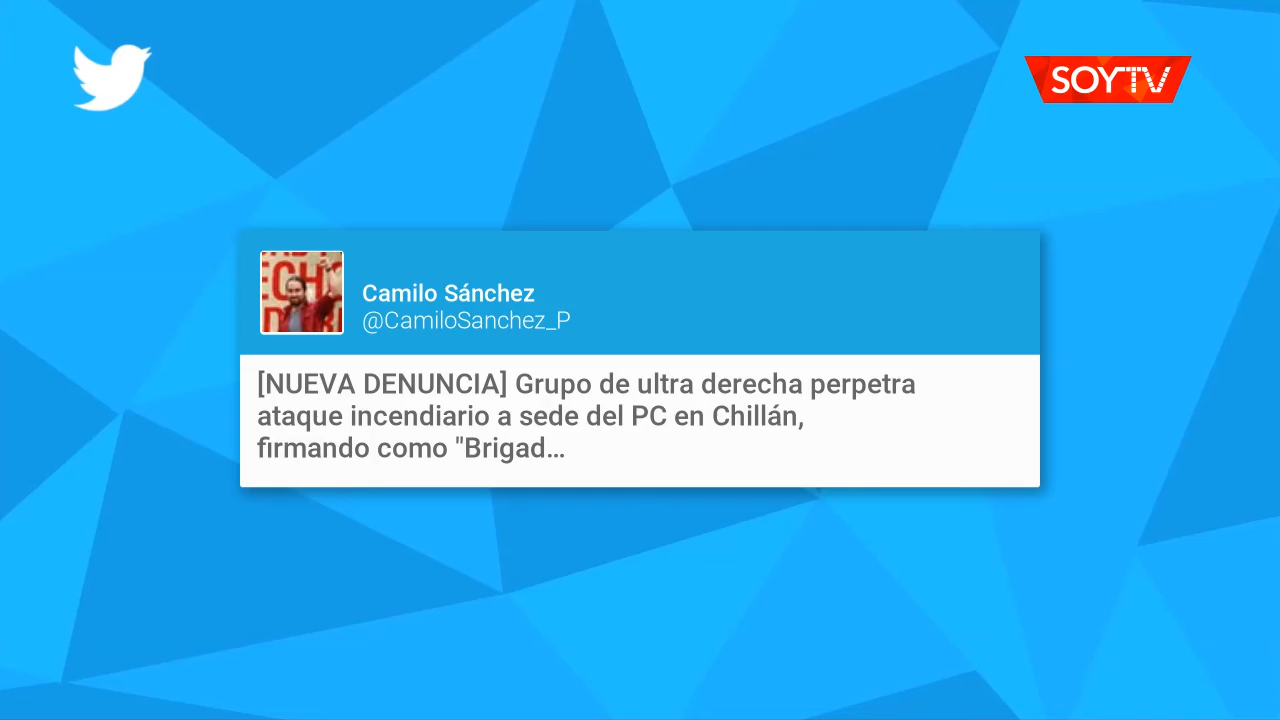 SOYTV
Camilo Sánchez
@CamiloSanchez_P
[NUEVA DENUNCIA] Grupo de ultra derecha perpetra
ataque incendiario a sede del PC en Chillán,
firmando como "Brigad...